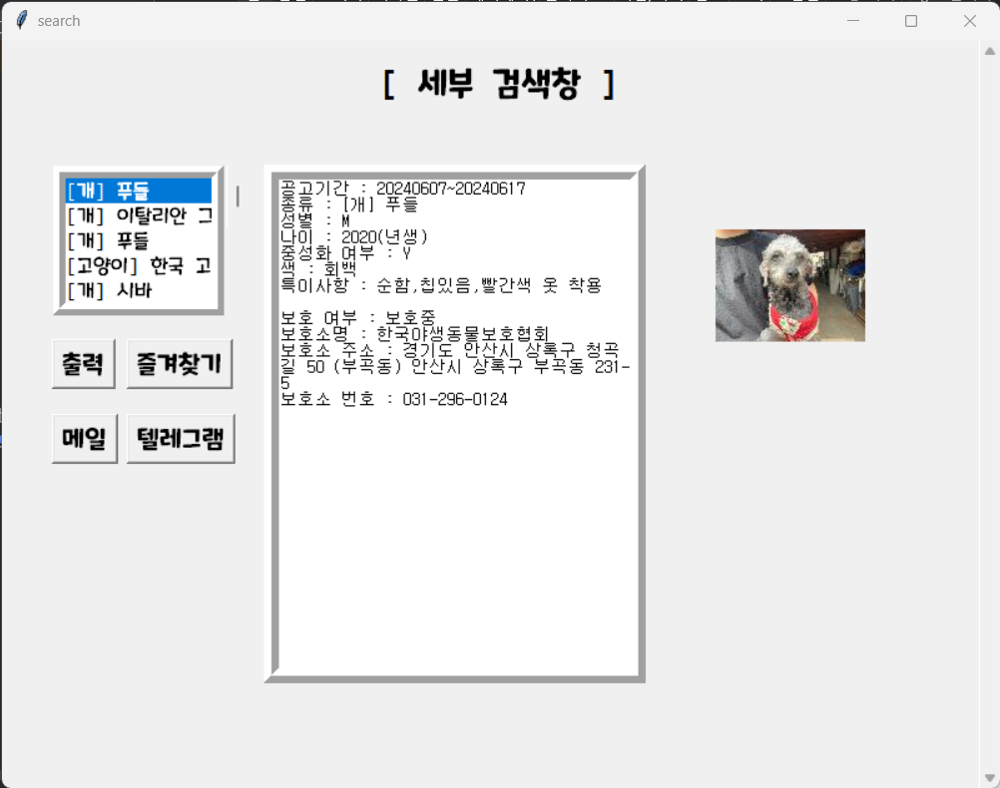 search
[ 세부 검색창 ]
[개] 푸들
[개] 이탈리안 그
[개] 푸들
[고양이] 한국 고
[개] 시바
출력
즐겨찾기
메일
텔레그램
공고기간 : 20240607~20240617
종류 : [개] 푸들
성별 : M
나이 : 2020(년생)
중성화 여부 : Y
색 : 회백
특이사항 : 순함,칩있음,빨간색 옷 착용
보호 여부 : 보호중
보호소명 : 한국야생동물보호협회
보호소 주소 : 경기도 안산시 상록구 청곡
길 50 (부곡동) 안산시 상록구 부곡동 231-
5
보호소 번호 : 031-296-0124